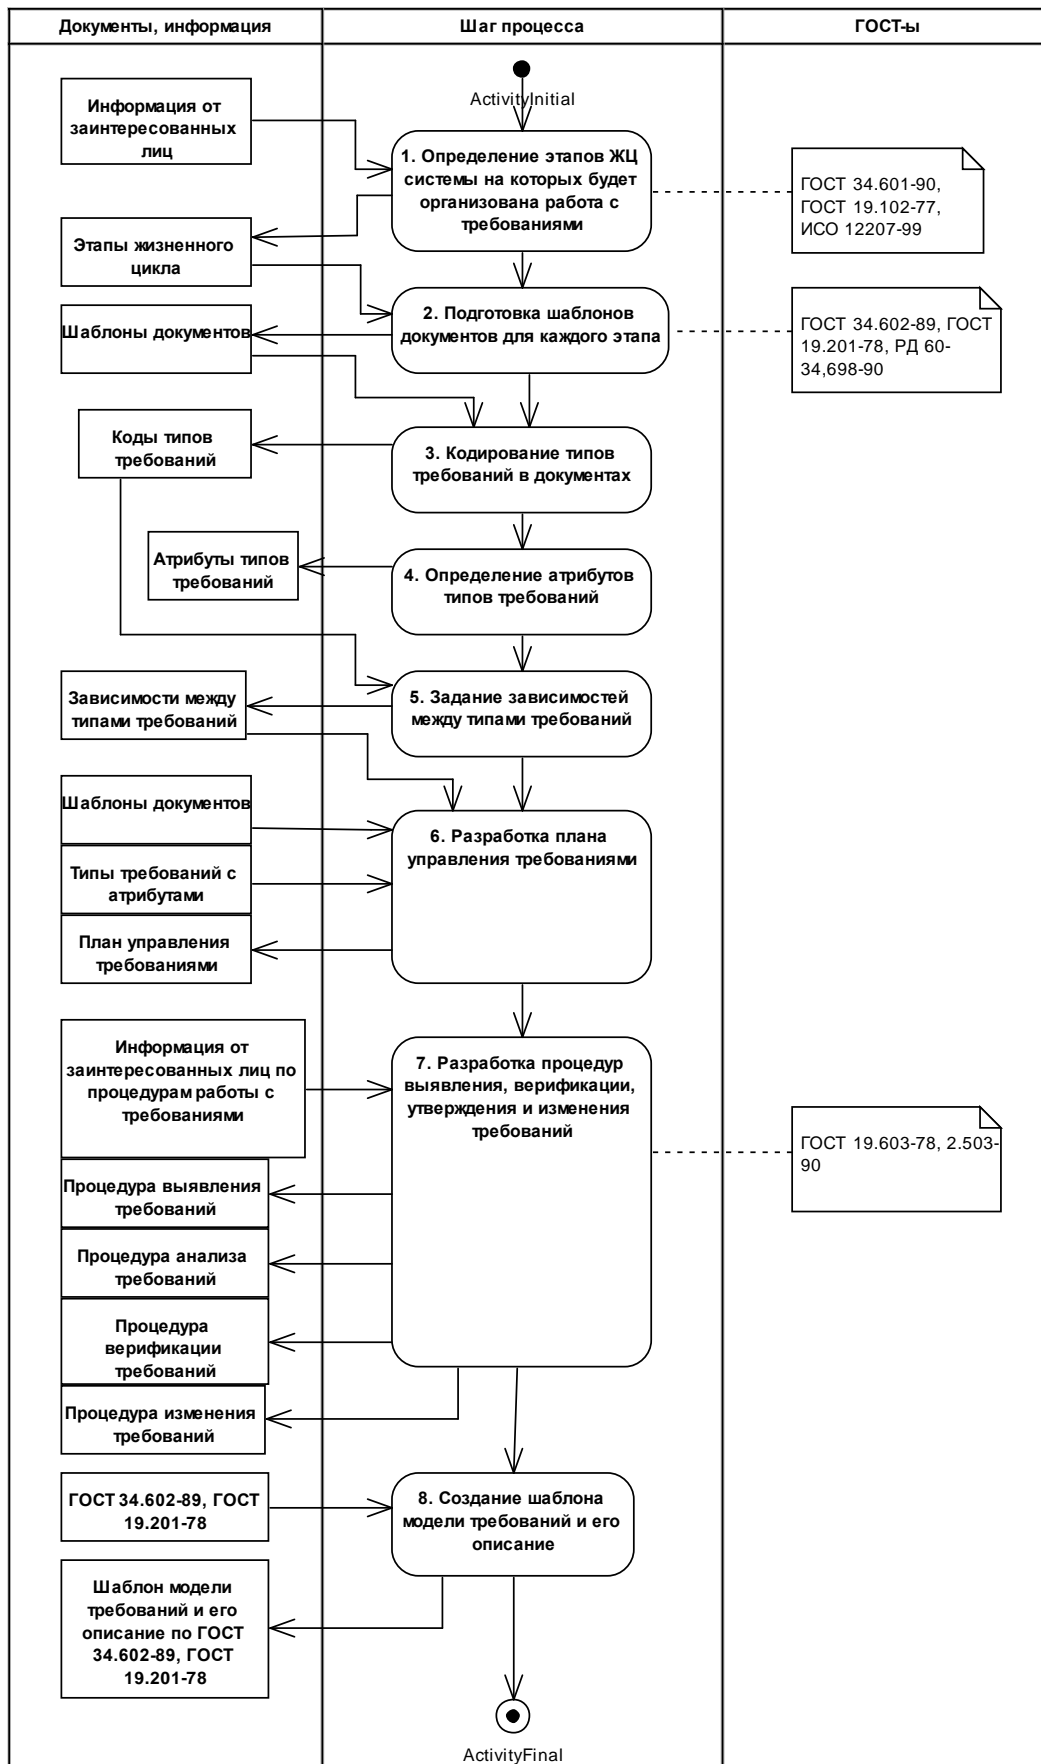 Документы, информация
Шаг процесса
ГОСТ-ы
ActivityInitial
Информация от
заинтересованных
лиц
1. Определение этапов ЖЦ
системы на которых будет
организована работа с
требованиями
ГОСТ 34.601-90,
ГОСТ 19.102-77,
ИСО 12207-99
Этапы жизненного
цикла
2. Подготовка шаблонов
документов для каждого этапа
ГОСТ 34.602-89, ГОСТ
19.201-78, РД 60-
34,698-90
Шаблоны документов
Коды типов
требований
3. Кодирование типов
требований в документах
Атрибуты типов
требований
4. Определение атрибутов
типов требований
Зависимости между
типами требований
5. Задание зависимостей
между типами требований
Шаблоны документов
6. Разработка плана
управления требованиями
Типы требований с
атрибутами
План управления
требованиями
Информация от
заинтересованных лиц по
процедурам работы с
требованиями
7. Разработка процедур
выявления, верификации,
утверждения и изменения
требований
ГОСТ 19.603-78, 2.503-
90
Процедура выявления
требований
Процедура анализа
требований
Процедура
верификации
требований
Процедура изменения
требований
ГОСТ 34.602-89, ГОСТ
19.201-78
8. Создание шаблона
модели требований и его
описание
Шаблон модели
требований и его
описание по ГОСТ
34.602-89, ГОСТ
19.201-78
ActivityFinal